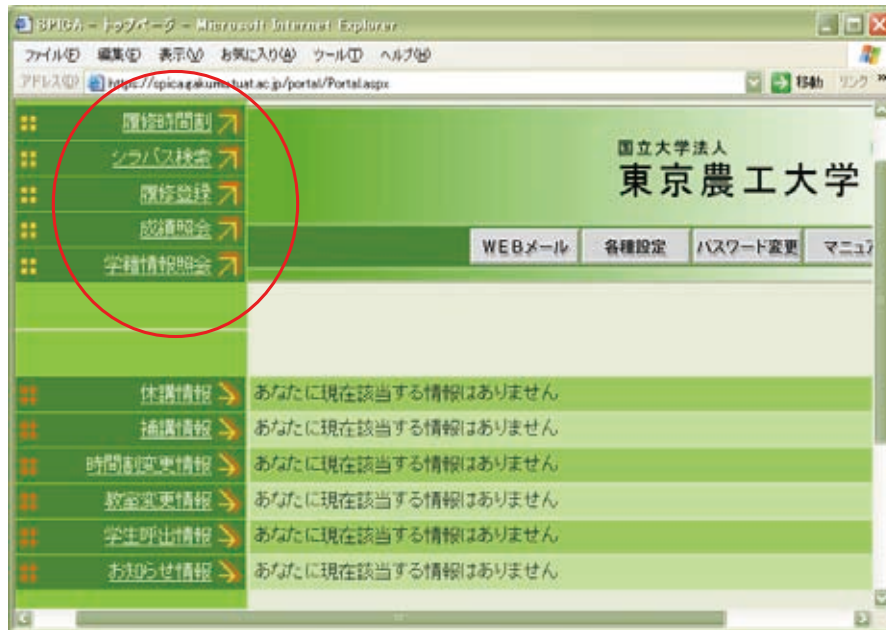 SPICA - トップページ - Microsoft Internet Explorer
ファイル(F) 編集(E) 表示(V) お気に入り(A) ツール(T) ヘルプ(H)
アドレス(D) https://spica.gakumu.tuat.ac.jp/portal/Portal.aspx 移動 リンク »
履修時間割
シラバス検索
履修登録
成績照会
学籍情報照会
国立大学法人
東京農工大学
WEBメール 各種設定 パスワード変更 マニュア
休講情報 あなたに現在該当する情報はありません
補講情報 あなたに現在該当する情報はありません
時間割変更情報 あなたに現在該当する情報はありません
教室変更情報 あなたに現在該当する情報はありません
学生呼出情報 あなたに現在該当する情報はありません
お知らせ情報 あなたに現在該当する情報はありません